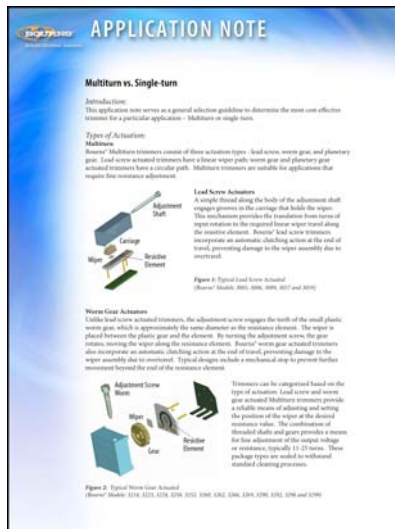 BOURNS
APPLICATION NOTE
Multiturn vs. Single-turn
Introduction:
This application note serves as a general selection guideline to determine the most cost-effective
trimmer for a particular application – Multiturn or single-turn.
Types of Actuation:
Multiturn
Bourns® Multiturn trimmers consist of three actuation types - lead screw, worm gear, and planetary
gear. Lead screw actuated trimmers have a linear wiper path; worm gear and planetary gear
actuated trimmers have a circular path. Multiturn trimmers are suitable for applications that
require fine resistance adjustment.
Lead Screw Actuators
A simple thread along the body of the adjustment shaft
engages grooves in the carriage that holds the wiper.
This mechanism provides the translation from turns of
input rotation to the required linear wiper travel along
the resistive element. Bourns® lead screw trimmers
incorporate an automatic clutching action at the end of
travel, preventing damage to the wiper assembly due to
overtravel.
Adjustment
Shaft
Carriage
Wiper
Resistive
Element
Figure 1: Typical Lead Screw Actuated
Worm Gear Actuators
Unlike lead screw actuated trimmers, the adjustment screw engages the teeth of the small plastic
worm gear, which is approximately the same diameter as the resistance element. The wiper is
placed between the plastic gear and the element. By turning the adjustment screw, the gear
rotates, moving the wiper along the resistance element. Bourns® worm gear actuated trimmers
also incorporate an automatic clutching action at the end of travel, preventing damage to the
wiper assembly due to overtravel. Typical designs include a mechanical stop to prevent further
movement beyond the end of the resistance element.
Adjustment Screw
Worm
Wiper
Gear
Resistive
Element
Trimmers can be categorized based on the
type of actuation. Lead screw and worm
gear actuated Multiturn trimmers provide
a reliable means of adjusting and setting
the position of the wiper at the desired
resistance value. The combination of
threaded shafts and gears provides a means
for fine adjustment of the output voltage
or resistance, typically 11-25 turns. These
package types are sealed to withstand
standard cleaning processes.
Figure 2: Typical Worm Gear Actuated